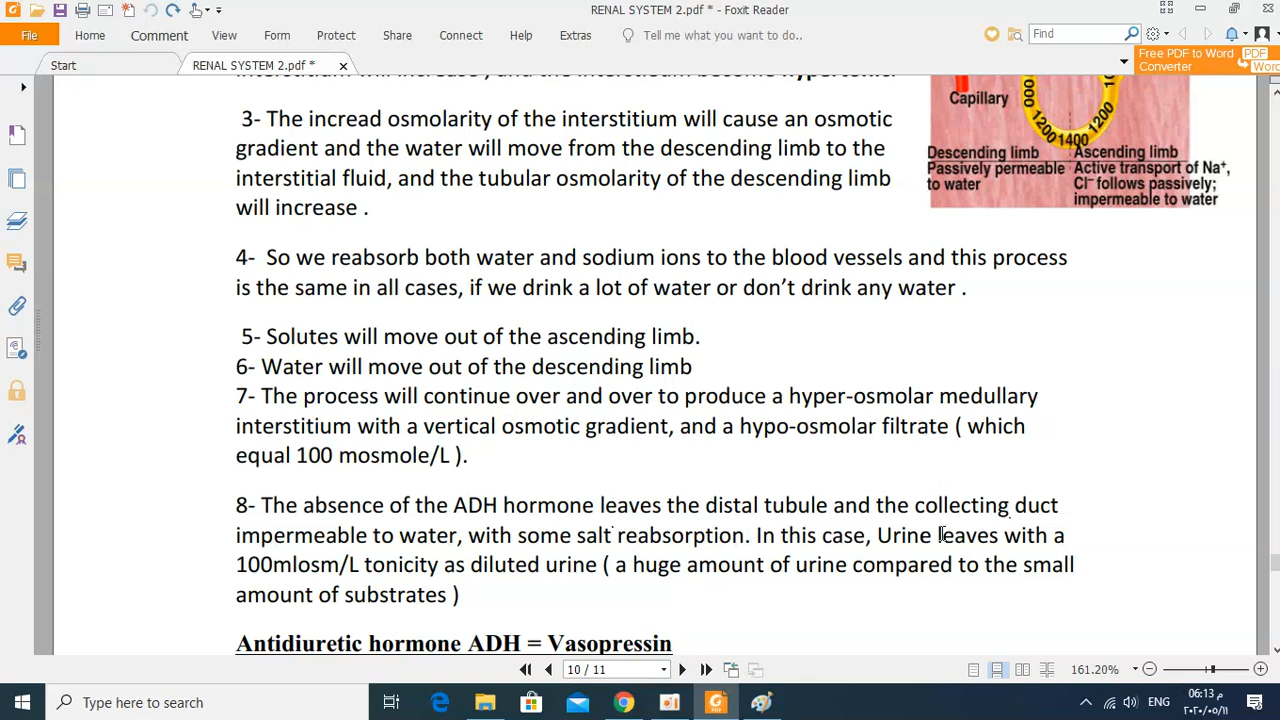 RENAL SYSTEM 2.pdf * - Foxit Reader
File Home Comment View Form Protect Share Connect Help Extras Tell me what you want to do.. Find
Free PDF to Word
Converter
PDF
Word
Start RENAL SYSTEM 2.pdf *
Capillary
000
1200 1400 1200
Descending limb
Passively permeable
to water
Ascending limb
Active transport of Na+,
Cl– follows passively;
impermeable to water
3- The incread osmolarity of the interstitium will cause an osmotic
gradient and the water will move from the descending limb to the
interstitial fluid, and the tubular osmolarity of the descending limb
will increase .
4- So we reabsorb both water and sodium ions to the blood vessels and this process
is the same in all cases, if we drink a lot of water or don’t drink any water .
5- Solutes will move out of the ascending limb.
6- Water will move out of the descending limb
7- The process will continue over and over to produce a hyper-osmolar medullary
interstitium with a vertical osmotic gradient, and a hypo-osmolar filtrate ( which
equal 100 mosmole/L ).
8- The absence of the ADH hormone leaves the distal tubule and the collecting duct
impermeable to water, with some salt reabsorption. In this case, Urine leaves with a
100mlosm/L tonicity as diluted urine ( a huge amount of urine compared to the small
amount of substrates )
Antidiuretic hormone ADH = Vasopressin
10 / 11 161.20%
Type here to search
ENG
06:13 م
٢٠٢٠/٠٥/١١